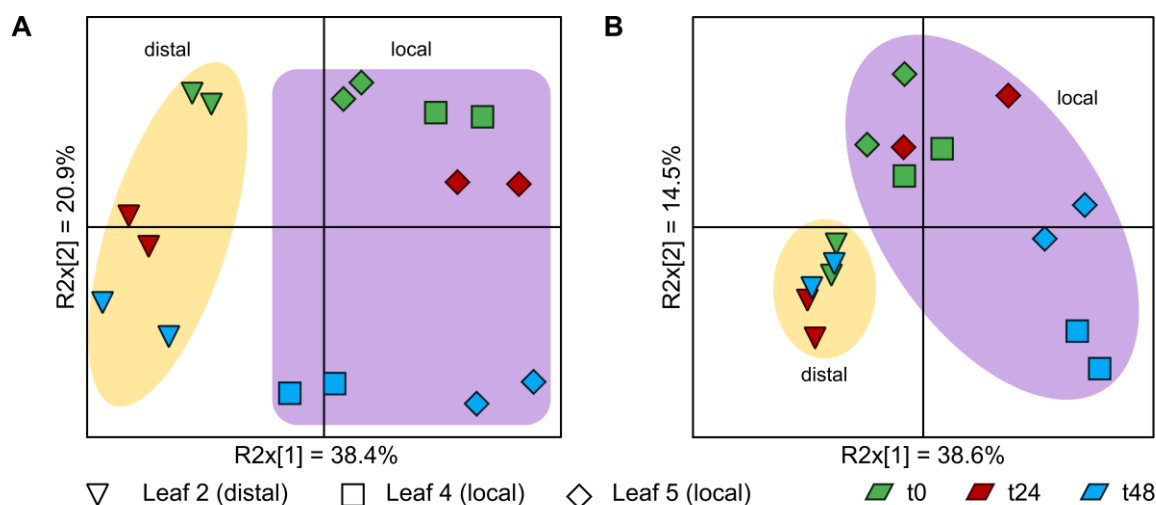 A
distal
local
R2x[2] = 20.9%
R2x[1] = 38.4%
B
local
distal
R2x[2] = 14.5%
R2x[1] = 38.6%
Leaf 2 (distal)
Leaf 4 (local)
Leaf 5 (local)
t0
t24
t48